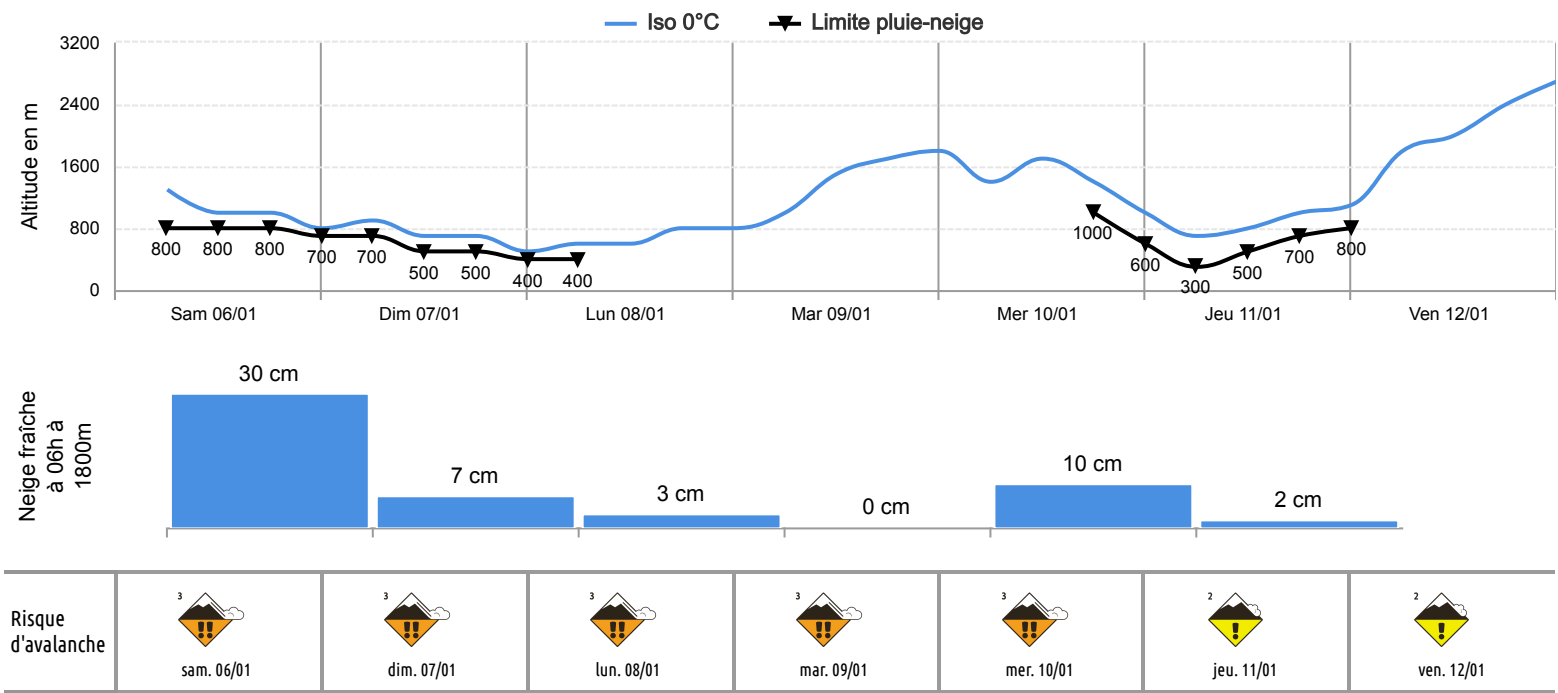 Iso 0°C
Limite pluie-neige
Altitude en m
3200
2400
1600
800
0
800 800 800 700 700 500 500 400 400 1000 600 300 500 700 800
Sam 06/01 Dim 07/01 Lun 08/01 Mar 09/01 Mer 10/01 Jeu 11/01 Ven 12/01
Neige fraîche
à 06h à
1800m
30 cm 7 cm 3 cm 0 cm 10 cm 2 cm
Risque
d'avalanche
3 3 3 3 3 2 2
!! !! !! !! !! ! !
sam. 06/01 dim. 07/01 lun. 08/01 mar. 09/01 mer. 10/01 jeu. 11/01 ven. 12/01